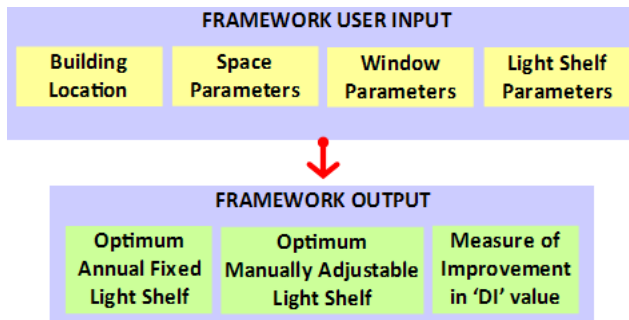 FRAMEWORK USER INPUT
Building
Location
Space
Parameters
Window
Parameters
Light Shelf
Parameters
FRAMEWORK OUTPUT
Optimum
Annual Fixed
Light Shelf
Optimum
Manually Adjustable
Light Shelf
Measure of
Improvement
in ‘DI’ value